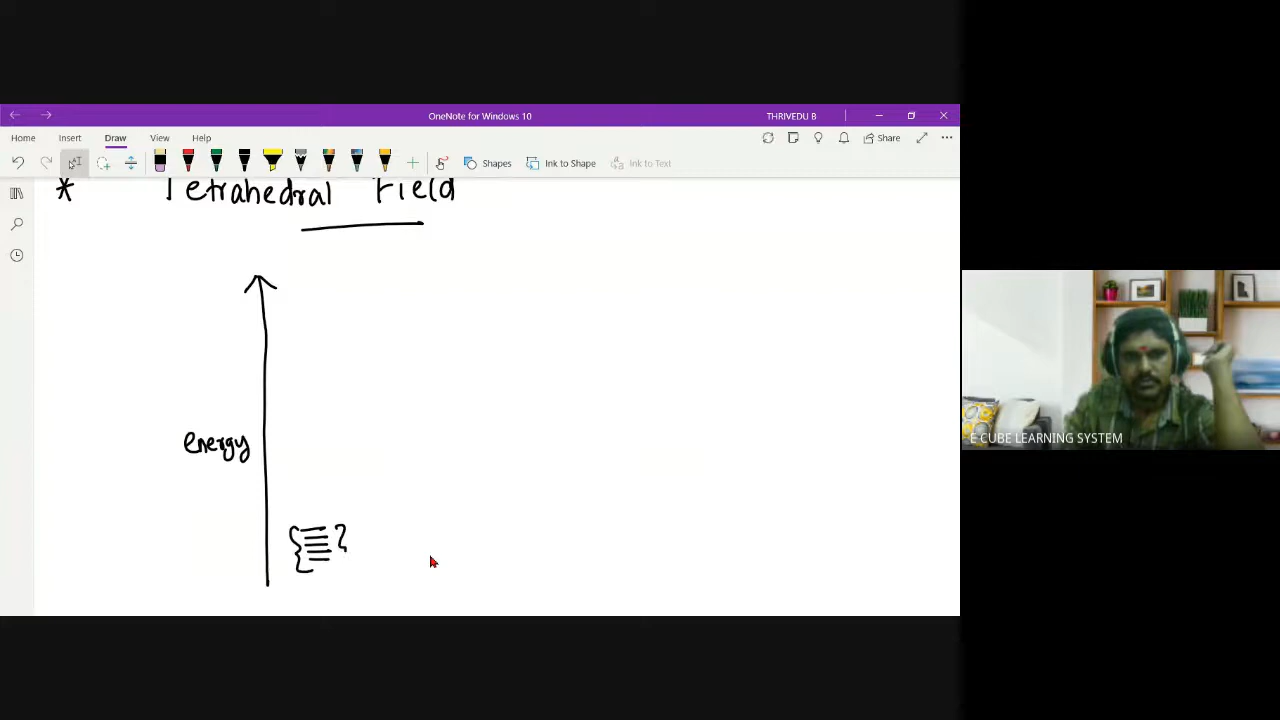 OneNote for Windows 10
THRIVEDU B
Home Insert Draw View Help
Share
Shapes Ink to Shape Ink to Text
* Tetrahedral Field
energy
E CUBE LEARNING SYSTEM